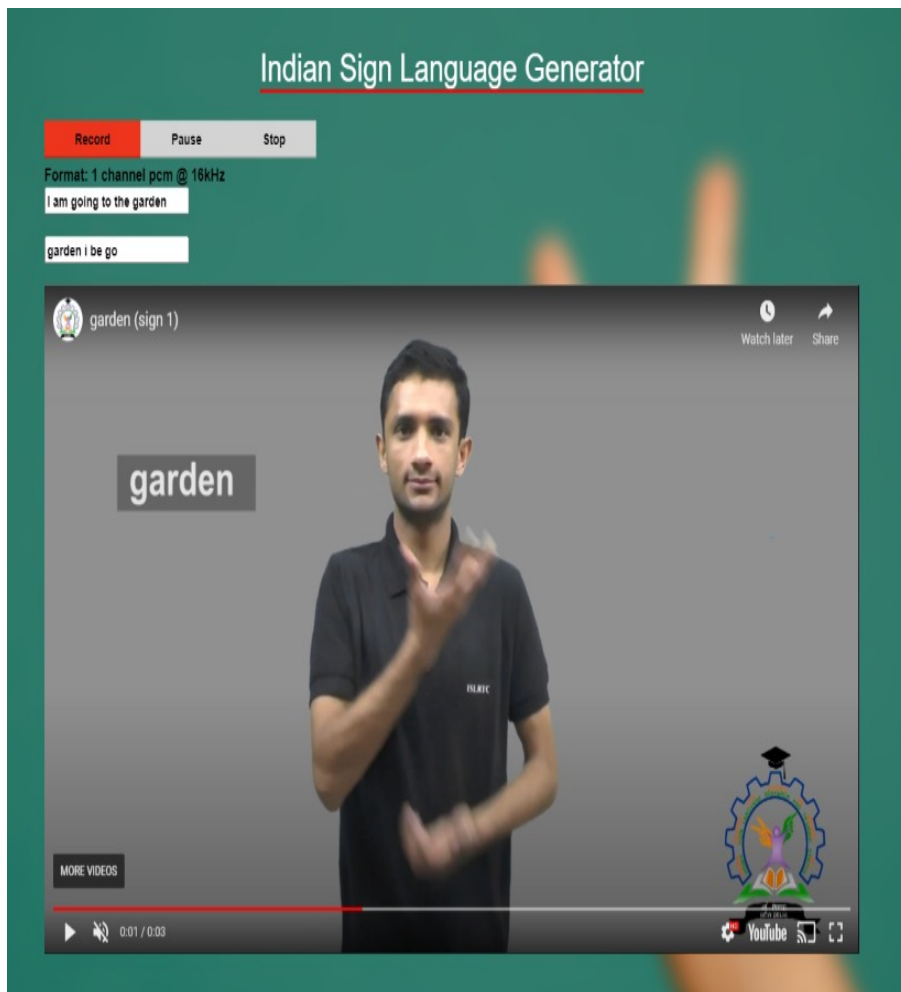 Indian Sign Language Generator
Record Pause Stop
Format: 1 channel pcm @ 16kHz
I am going to the garden
garden i be go
garden (sign 1)
Watch later Share
garden
ISLRTC
MORE VIDEOS
0:01 / 0:03
HD
YouTube